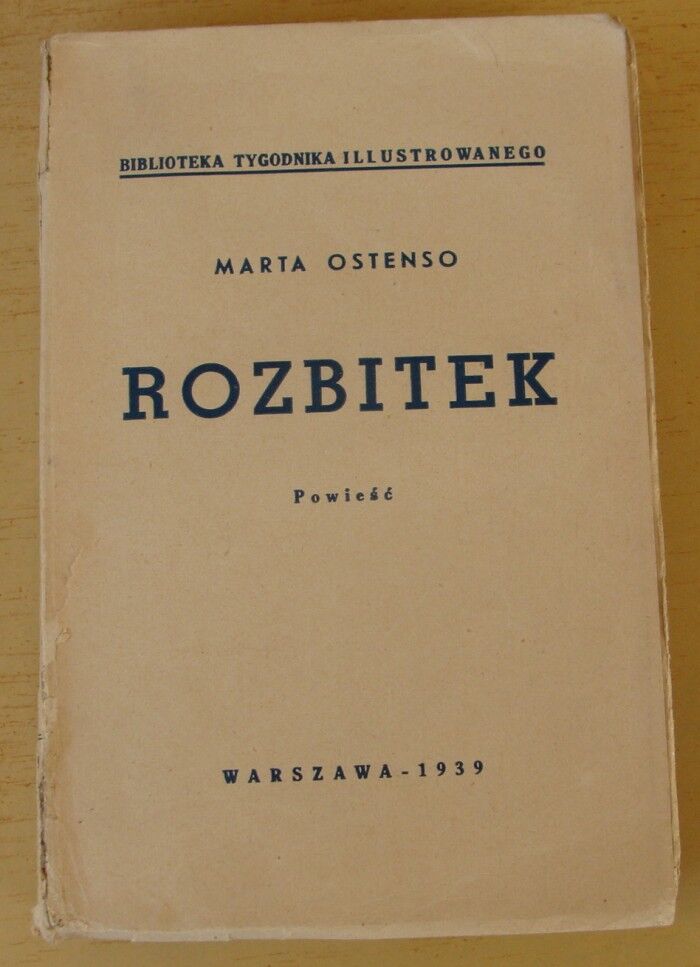 BIBLIOTEKA TYGODNIKA ILLUSTROWANEGO
MARTA OSTENSO
ROZBITEK
Powieść
WARSZAWA-1939